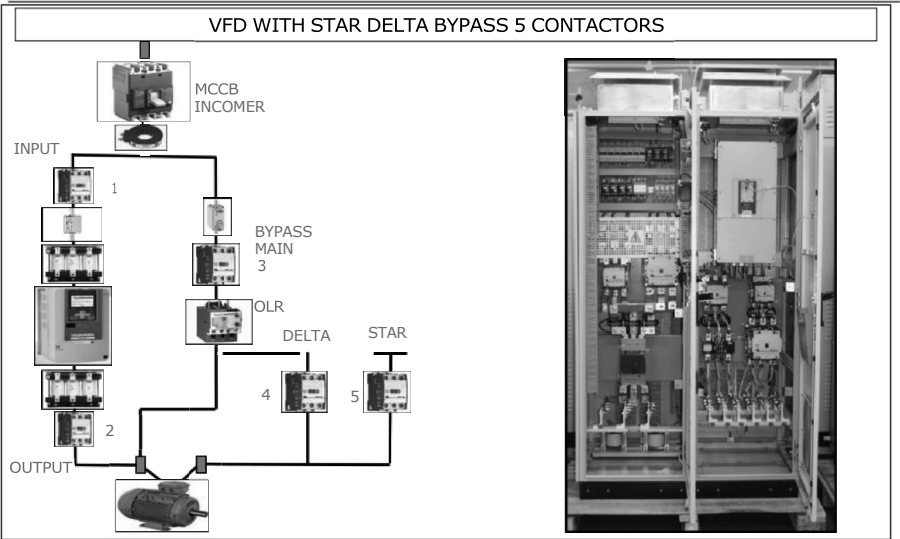 VFD WITH STAR DELTA BYPASS 5 CONTACTORS
MCCB
INCOMER
INPUT
1
BYPASS
MAIN
3
OLR
DELTA
STAR
4
5
2
OUTPUT